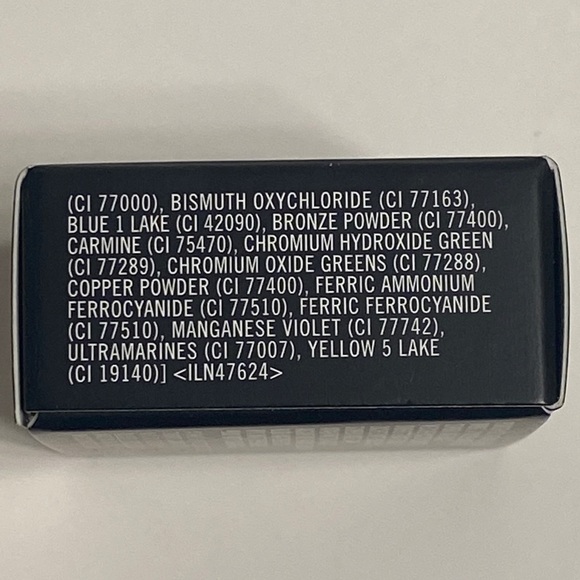 (CI 77000), BISMUTH OXYCHLORIDE (CI 77163),
BLUE 1 LAKE (CI 42090), BRONZE POWDER (CI 77400),
CARMINE (CI 75470), CHROMIUM HYDROXIDE GREEN
(CI 77289), CHROMIUM OXIDE GREENS (CI 77288),
COPPER POWDER (CI 77400), FERRIC AMMONIUM
FERROCYANIDE (CI 77510), FERRIC FERROCYANIDE
(CI 77510), MANGANESE VIOLET (CI 77742),
ULTRAMARINES (CI 77007), YELLOW 5 LAKE
(CI 19140)] <ILN47624>